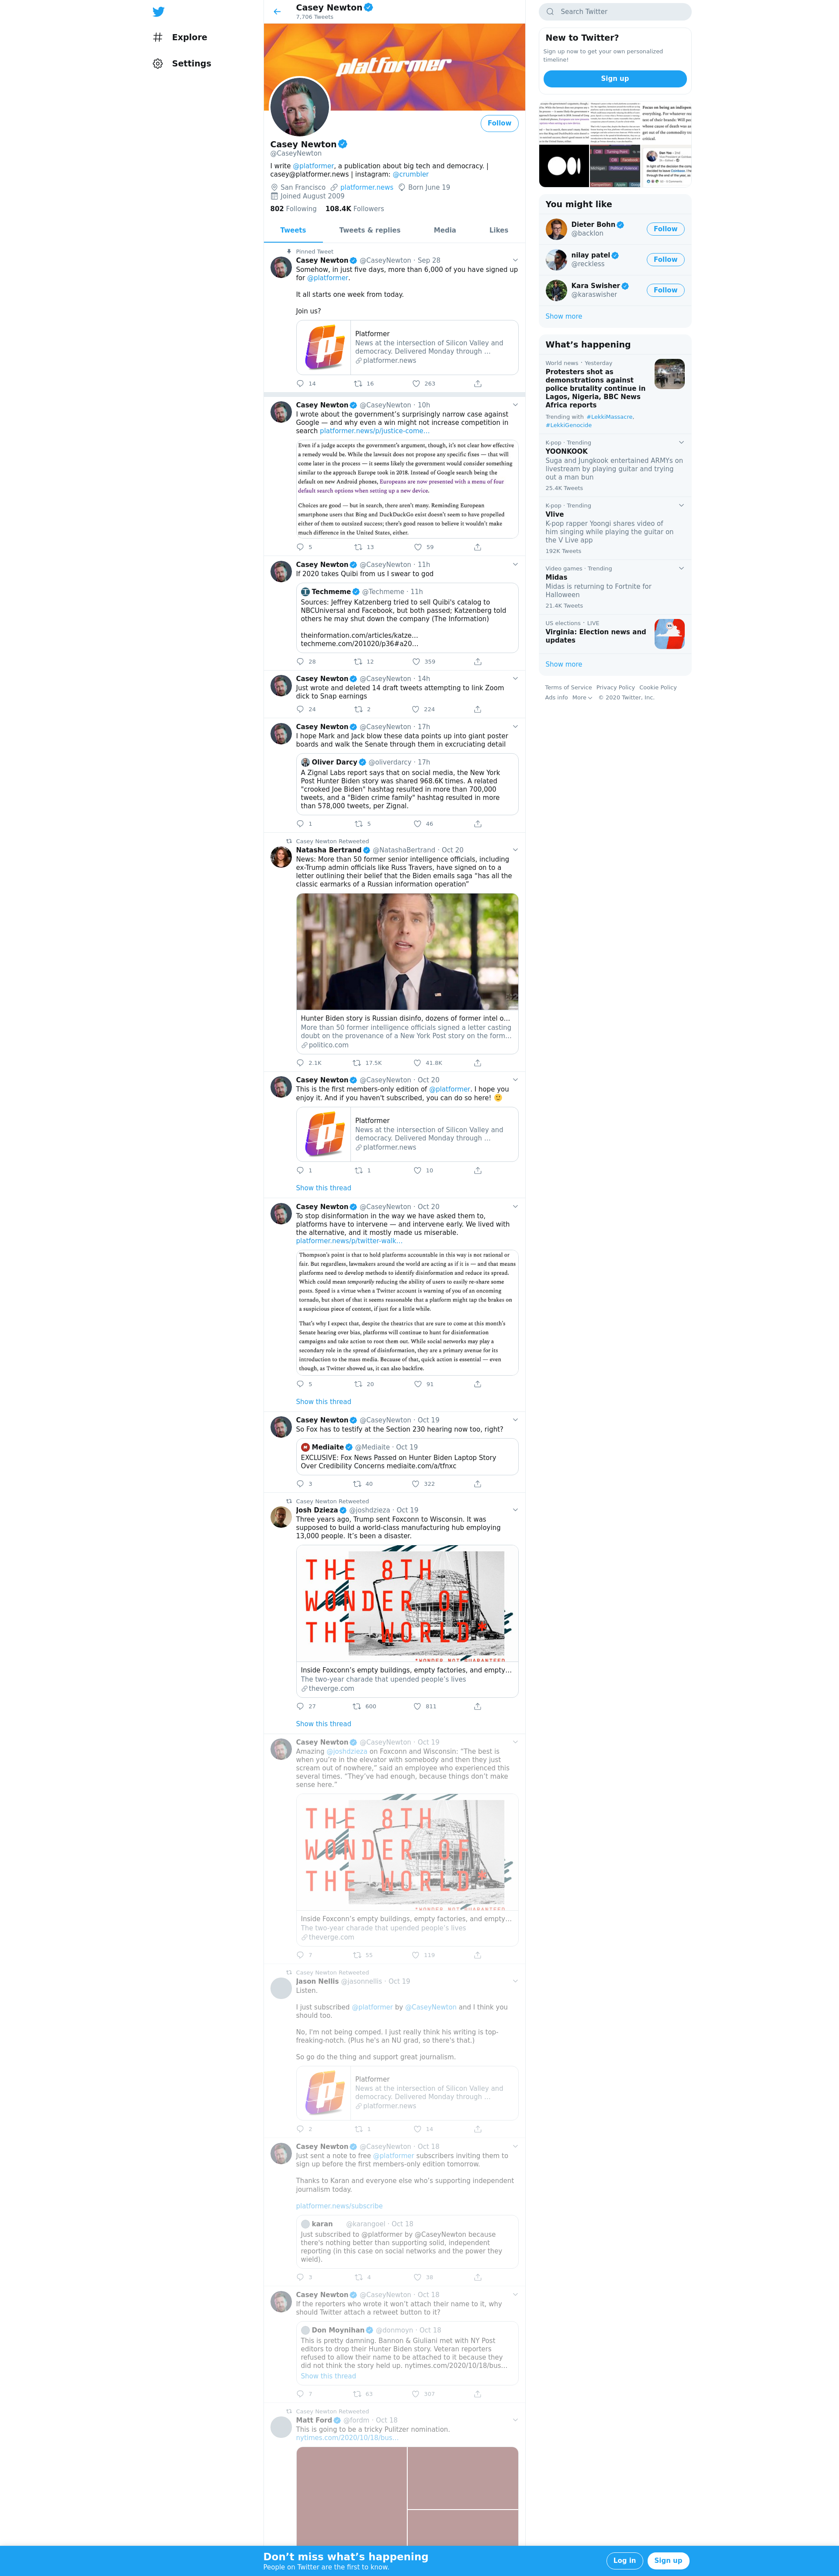 Explore
Settings
Casey Newton
7,706 Tweets
platformer
Follow
Casey Newton
@CaseyNewton
I write @platformer, a publication about big tech and democracy. |
casey@platformer.news | instagram: @crumbler
San Francisco platformer.news Born June 19
Joined August 2009
802 Following 108.4K Followers
Tweets Tweets & replies Media Likes
Pinned Tweet
Casey Newton @CaseyNewton · Sep 28
Somehow, in just five days, more than 6,000 of you have signed up
for @platformer.
It all starts one week from today.
Join us?
Platformer
News at the intersection of Silicon Valley and
democracy. Delivered Monday through …
platformer.news
14 16 263
Casey Newton @CaseyNewton · 10h
I wrote about the government’s surprisingly narrow case against
Google — and why even a win might not increase competition in
search platformer.news/p/justice-come…
Even if a judge accepts the government’s argument, though, it’s not clear how effective
a remedy would be. While the lawsuit does not propose any specific fixes — that will
come later in the process — it seems likely the government would consider something
similar to the approach Europe took in 2018. Instead of Google search being the
default on new Android phones, Europeans are now presented with a menu of four
default search options when setting up a new device.
Choices are good — but in search, there aren’t many. Reminding European
smartphone users that Bing and DuckDuckGo exist doesn’t seem to have propelled
either of them to outsized success; there’s good reason to believe it wouldn’t make
much difference in the United States, either.
5 13 59
Casey Newton @CaseyNewton · 11h
If 2020 takes Quibi from us I swear to god
Techmeme @Techmeme · 11h
Sources: Jeffrey Katzenberg tried to sell Quibi's catalog to
NBCUniversal and Facebook, but both passed; Katzenberg told
others he may shut down the company (The Information)
theinformation.com/articles/katze…
techmeme.com/201020/p36#a20…
28 12 359
Casey Newton @CaseyNewton · 14h
Just wrote and deleted 14 draft tweets attempting to link Zoom
dick to Snap earnings
24 2 224
Casey Newton @CaseyNewton · 17h
I hope Mark and Jack blow these data points up into giant poster
boards and walk the Senate through them in excruciating detail
Oliver Darcy @oliverdarcy · 17h
A Zignal Labs report says that on social media, the New York
Post Hunter Biden story was shared 968.6K times. A related
"crooked Joe Biden" hashtag resulted in more than 700,000
tweets, and a "Biden crime family" hashtag resulted in more
than 578,000 tweets, per Zignal.
1 5 46
Casey Newton Retweeted
Natasha Bertrand @NatashaBertrand · Oct 20
News: More than 50 former senior intelligence officials, including
ex-Trump admin officials like Russ Travers, have signed on to a
letter outlining their belief that the Biden emails saga “has all the
classic earmarks of a Russian information operation”
Hunter Biden story is Russian disinfo, dozens of former intel o…
More than 50 former intelligence officials signed a letter casting
doubt on the provenance of a New York Post story on the form…
politico.com
2.1K 17.5K 41.8K
Casey Newton @CaseyNewton · Oct 20
This is the first members-only edition of @platformer. I hope you
enjoy it. And if you haven't subscribed, you can do so here!
Platformer
News at the intersection of Silicon Valley and
democracy. Delivered Monday through …
platformer.news
1 1 10
Show this thread
Casey Newton @CaseyNewton · Oct 20
To stop disinformation in the way we have asked them to,
platforms have to intervene — and intervene early. We lived with
the alternative, and it mostly made us miserable.
platformer.news/p/twitter-walk…
Thompson’s point is that to hold platforms accountable in this way is not rational or
fair. But regardless, lawmakers around the world are acting as if it is — and that means
platforms need to develop methods to identify disinformation and reduce its spread.
Which could mean temporarily reducing the ability of users to easily re-share some
posts. Speed is a virtue when a Twitter account is warning of you of an oncoming
tornado, but short of that it seems reasonable that a platform might tap the brakes on
a suspicious piece of content, if just for a little while.
That’s why I expect that, despite the theatrics that are sure to come at this month’s
Senate hearing over bias, platforms will continue to hunt for disinformation
campaigns and take action to root them out. While social networks may play a
secondary role in the spread of disinformation, they are a primary avenue for its
introduction to the mass media. Because of that, quick action is essential — even
though, as Twitter showed us, it can also backfire.
5 20 91
Show this thread
Casey Newton @CaseyNewton · Oct 19
So Fox has to testify at the Section 230 hearing now too, right?
Mediaite @Mediaite · Oct 19
EXCLUSIVE: Fox News Passed on Hunter Biden Laptop Story
Over Credibility Concerns mediaite.com/a/tfnxc
3 40 322
Casey Newton Retweeted
Josh Dzieza @joshdzieza · Oct 19
Three years ago, Trump sent Foxconn to Wisconsin. It was
supposed to build a world-class manufacturing hub employing
13,000 people. It’s been a disaster.
THE 8TH
WONDER OF
THE WORLD*
*WONDER NOT GUARANTEED
Inside Foxconn’s empty buildings, empty factories, and empty…
The two-year charade that upended people’s lives
theverge.com
27 600 811
Show this thread
Casey Newton @CaseyNewton · Oct 19
Amazing @joshdzieza on Foxconn and Wisconsin: “The best is
when you’re in the elevator with somebody and then they just
scream out of nowhere,” said an employee who experienced this
several times. “They’ve had enough, because things don’t make
sense here.”
THE 8TH
WONDER OF
THE WORLD*
*WONDER NOT GUARANTEED
Inside Foxconn’s empty buildings, empty factories, and empty…
The two-year charade that upended people’s lives
theverge.com
7 55 119
Casey Newton Retweeted
Jason Nellis @jasonnellis · Oct 19
Listen.
I just subscribed @platformer by @CaseyNewton and I think you
should too.
No, I'm not being comped. I just really think his writing is top-
freaking-notch. (Plus he's an NU grad, so there's that.)
So go do the thing and support great journalism.
Platformer
News at the intersection of Silicon Valley and
democracy. Delivered Monday through …
platformer.news
2 1 14
Casey Newton @CaseyNewton · Oct 18
Just sent a note to free @platformer subscribers inviting them to
sign up before the first members-only edition tomorrow.
Thanks to Karan and everyone else who’s supporting independent
journalism today.
platformer.news/subscribe
karan @karangoel · Oct 18
Just subscribed to @platformer by @CaseyNewton because
there's nothing better than supporting solid, independent
reporting (in this case on social networks and the power they
wield).
3 4 38
Casey Newton @CaseyNewton · Oct 18
If the reporters who wrote it won’t attach their name to it, why
should Twitter attach a retweet button to it?
Don Moynihan @donmoyn · Oct 18
This is pretty damning. Bannon & Giuliani met with NY Post
editors to drop their Hunter Biden story. Veteran reporters
refused to allow their name to be attached to it because they
did not think the story held up. nytimes.com/2020/10/18/bus…
Show this thread
7 63 307
Casey Newton Retweeted
Matt Ford @fordm · Oct 18
This is going to be a tricky Pulitzer nomination.
nytimes.com/2020/10/18/bus…
Search Twitter
New to Twitter?
Sign up now to get your own personalized
timeline!
Sign up
You might like
Dieter Bohn
@backlon
Follow
nilay patel
@reckless
Follow
Kara Swisher
@karaswisher
Follow
Show more
What’s happening
World news · Yesterday
Protesters shot as
demonstrations against
police brutality continue in
Lagos, Nigeria, BBC News
Africa reports
Trending with #LekkiMassacre,
#LekkiGenocide
K-pop · Trending
YOONKOOK
Suga and Jungkook entertained ARMYs on
livestream by playing guitar and trying
out a man bun
25.4K Tweets
K-pop · Trending
Vlive
K-pop rapper Yoongi shares video of
him singing while playing the guitar on
the V Live app
192K Tweets
Video games · Trending
Midas
Midas is returning to Fortnite for
Halloween
21.4K Tweets
US elections · LIVE
Virginia: Election news and
updates
Show more
Terms of Service Privacy Policy Cookie Policy
Ads info More © 2020 Twitter, Inc.
Don’t miss what’s happening
People on Twitter are the first to know.
Log in Sign up